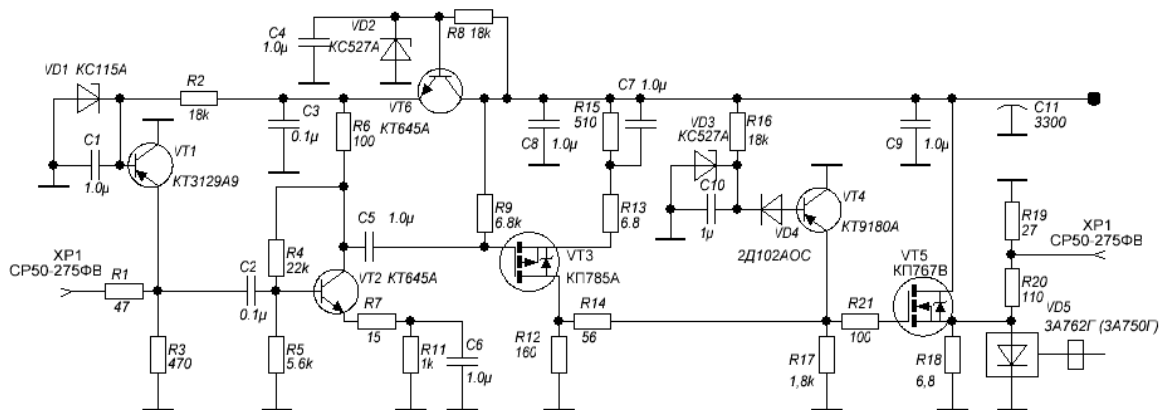 C4
1.0μ
VD2
КС527А
R8 18k
VD1 КС115А
R2
18k
C1
1.0μ
VT1
КТ3129А9
C3
0.1μ
R6
100
VT6
КТ645А
C7 1.0μ
R15
510
C8
1.0μ
VD3
КС527А
R16
18k
C10
1μ
VD4
2Д102АОС
VT4
КТ9180А
C9
1.0μ
C11
3300
R9
6.8k
R13
6.8
C5
1.0μ
R4
22k
VT2 КТ645А
VT3
КП785А
R19
27
ХР1
СР50-275ФВ
VT5
КП767В
R20
110
VD5
3А762Г (3А750Г)
ХР1
СР50-275ФВ
R1
47
C2
0.1μ
R7
15
R14
56
R21
100
R3
470
R5
5.6k
R11
1k
C6
1.0μ
R12
160
R17
1,8k
R18
6,8